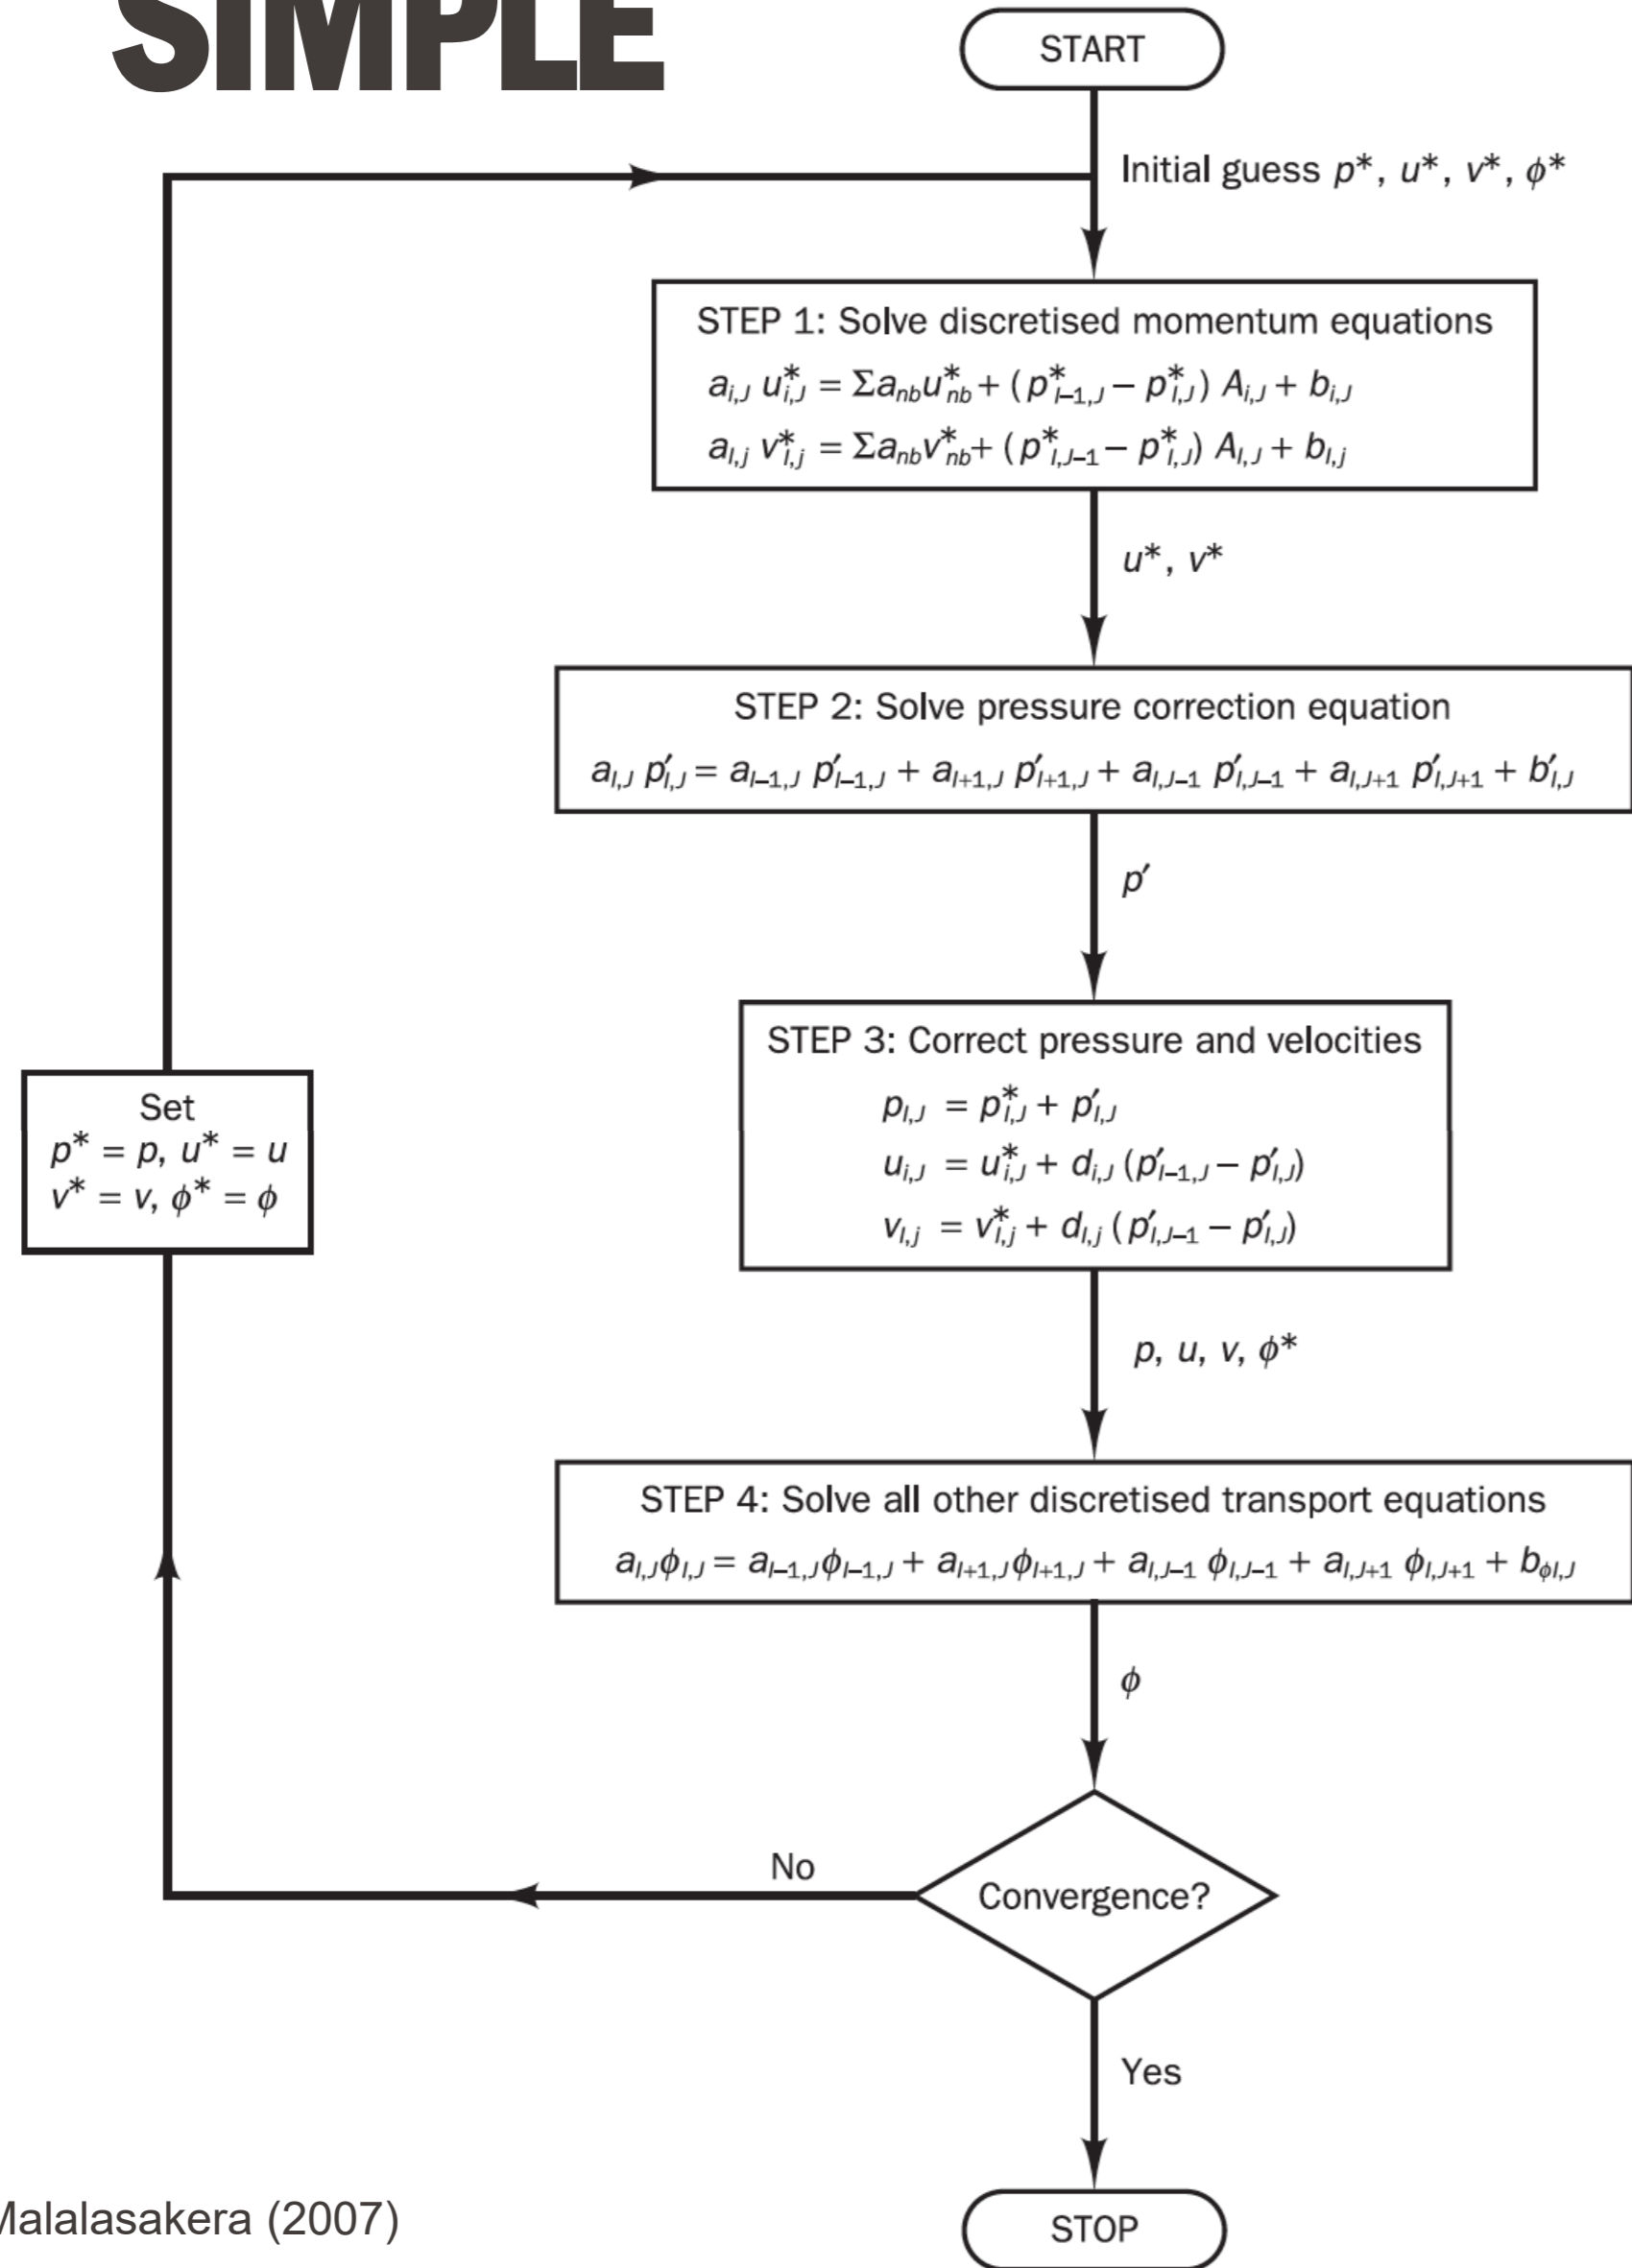 SIMPLE
START
Initial guess p*, u*, v*, ϕ*
STEP 1: Solve discretised momentum equations
a_{i,J} u*_{i,J} = Σa_{nb}u*_{nb} + (p*_{I–1,J} – p*_{I,J}) A_{i,J} + b_{i,J}
a_{I,j} v*_{I,j} = Σa_{nb}v*_{nb} + (p*_{I,J–1} – p*_{I,J}) A_{I,J} + b_{I,j}
u*, v*
STEP 2: Solve pressure correction equation
a_{I,J} p′_{I,J} = a_{I–1,J} p′_{I–1,J} + a_{I+1,J} p′_{I+1,J} + a_{I,J–1} p′_{I,J–1} + a_{I,J+1} p′_{I,J+1} + b′_{I,J}
p′
STEP 3: Correct pressure and velocities
p_{I,J} = p*_{I,J} + p′_{I,J}
u_{i,J} = u*_{i,J} + d_{i,J} (p′_{I–1,J} – p′_{I,J})
v_{I,j} = v*_{I,j} + d_{I,j} (p′_{I,J–1} – p′_{I,J})
Set
p* = p, u* = u
v* = v, ϕ* = ϕ
p, u, v, ϕ*
STEP 4: Solve all other discretised transport equations
a_{I,J}ϕ_{I,J} = a_{I–1,J}ϕ_{I–1,J} + a_{I+1,J}ϕ_{I+1,J} + a_{I,J–1} ϕ_{I,J–1} + a_{I,J+1} ϕ_{I,J+1} + b_{ϕI,J}
ϕ
No
Convergence?
Yes
Malalasakera (2007)
STOP